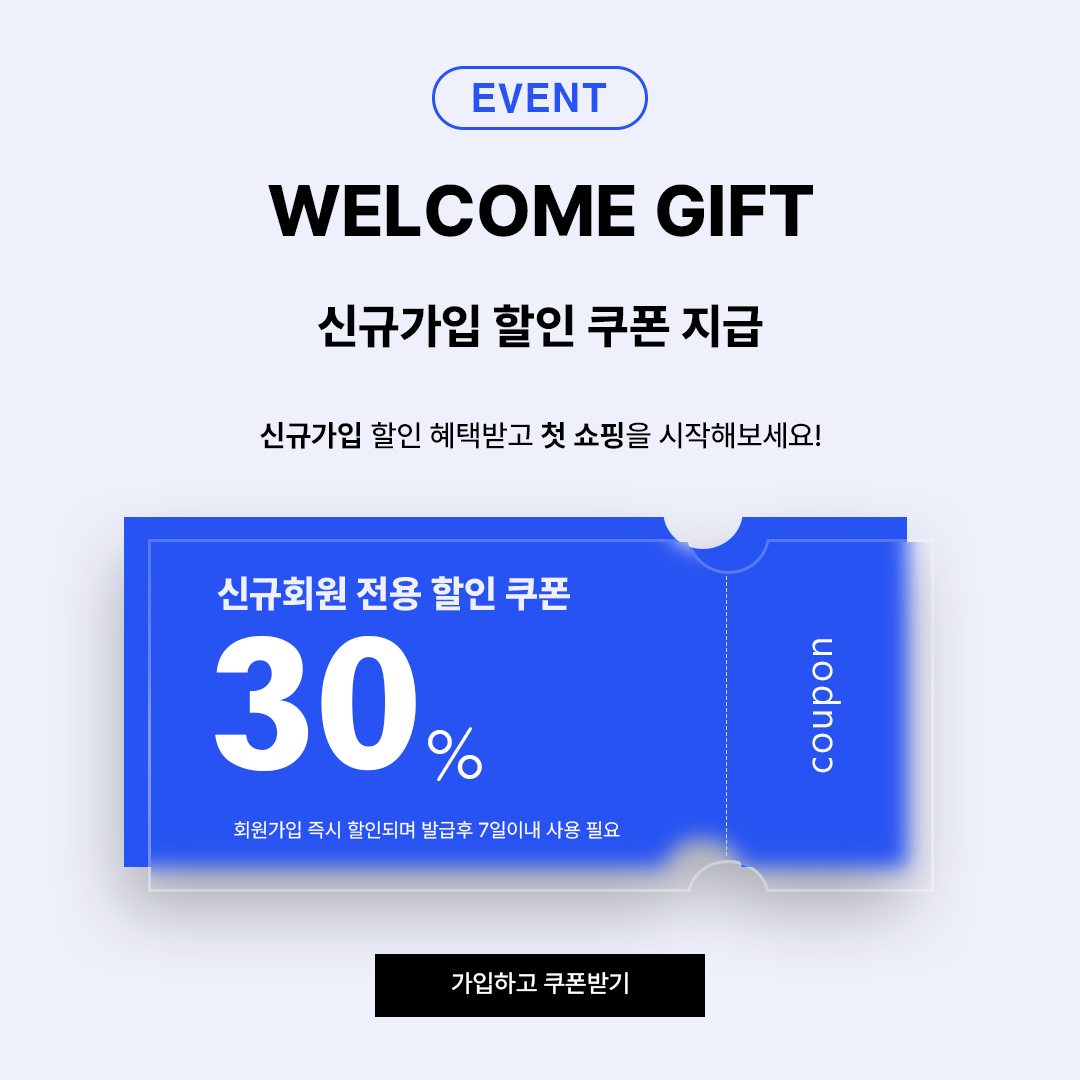 EVENT
WELCOME GIFT
신규가입 할인 쿠폰 지급
신규가입 할인 혜택받고 첫 쇼핑을 시작해보세요!
신규회원 전용 할인 쿠폰
30%
coupon
회원가입 즉시 할인되며 발급후 7일이내 사용 필요
가입하고 쿠폰받기